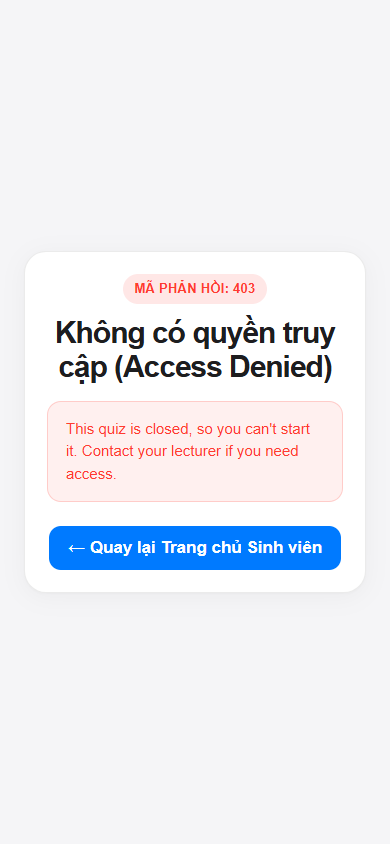 MÃ PHẢN HỒI: 403
Không có quyền truy
cập (Access Denied)
This quiz is closed, so you can't start
it. Contact your lecturer if you need
access.
← Quay lại Trang chủ Sinh viên